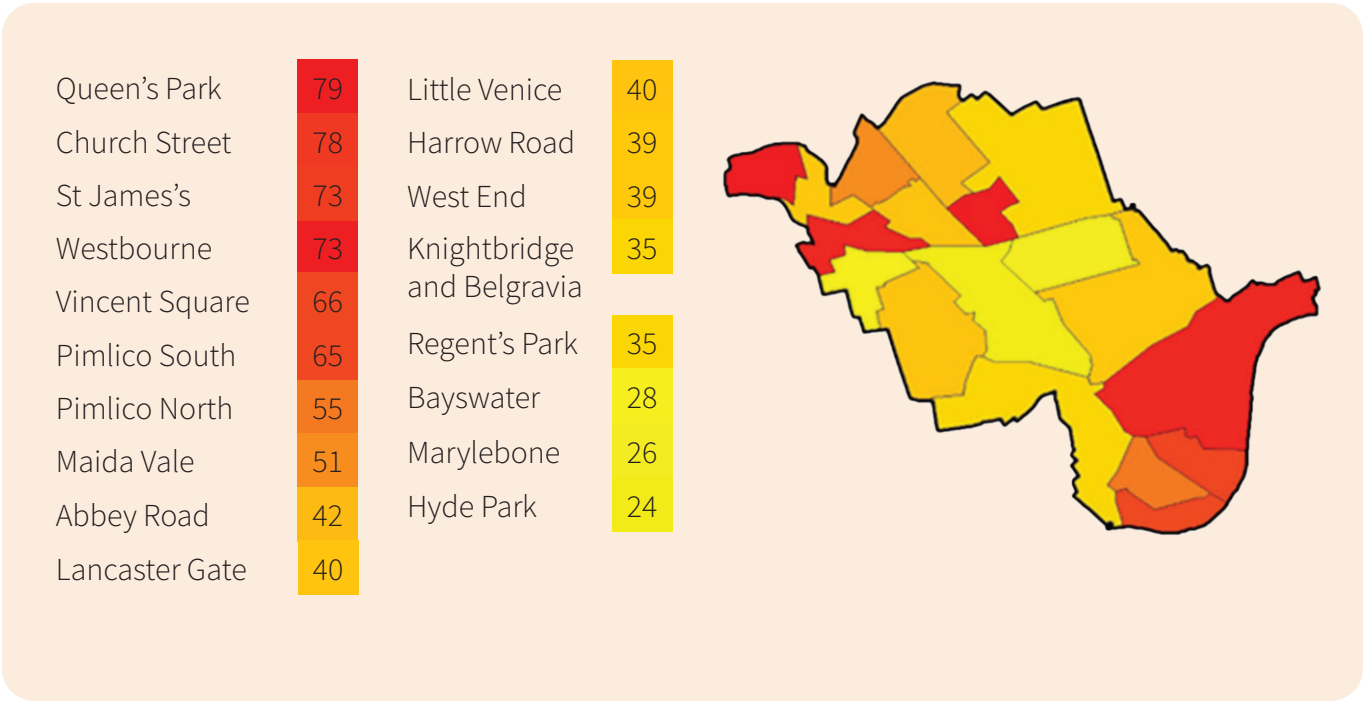 Queen’s Park 79
Church Street 78
St James’s 73
Westbourne 73
Vincent Square 66
Pimlico South 65
Pimlico North 55
Maida Vale 51
Abbey Road 42
Lancaster Gate 40
Little Venice 40
Harrow Road 39
West End 39
Knightbridge 35
and Belgravia
Regent’s Park 35
Bayswater 28
Marylebone 26
Hyde Park 24